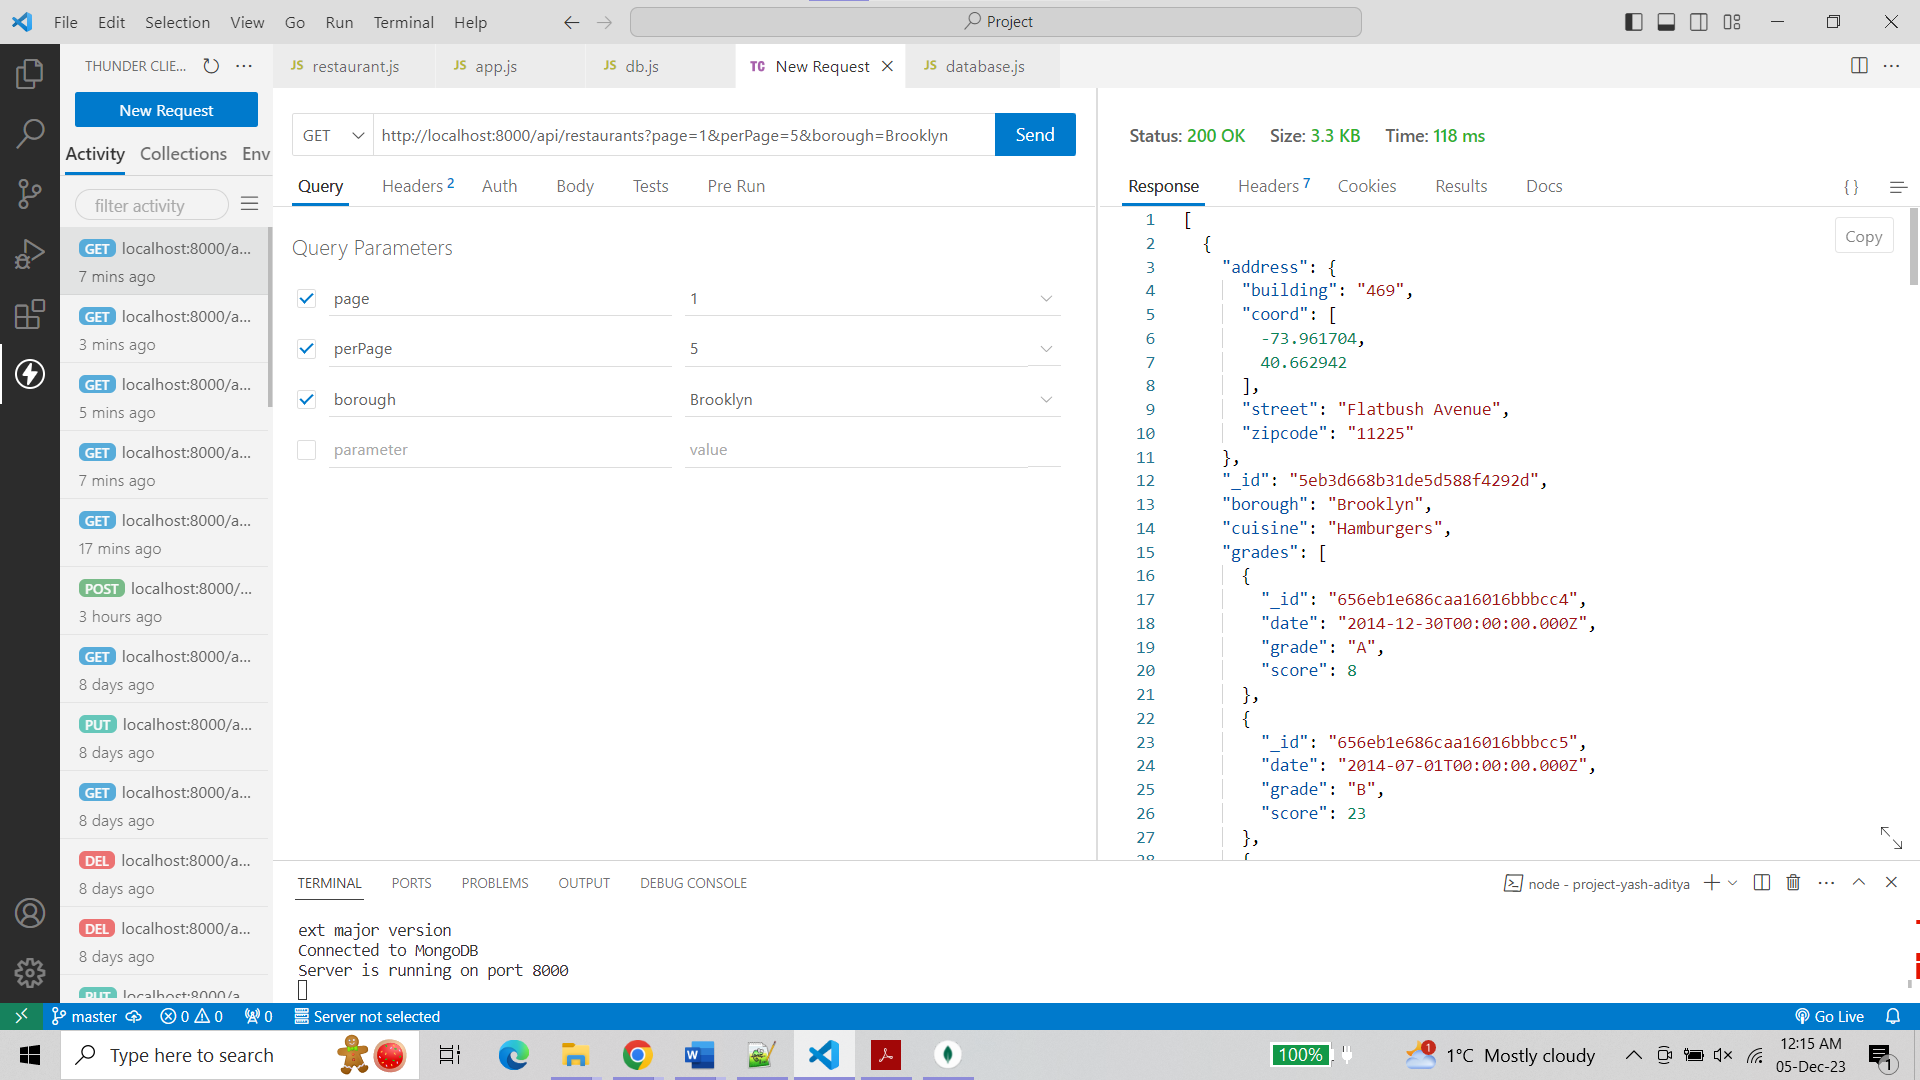 File Edit Selection View Go Run Terminal Help
Project
THUNDER CLIE...
New Request
Activity Collections Env
filter activity
GET localhost:8000/a...
7 mins ago
GET localhost:8000/a...
3 mins ago
GET localhost:8000/a...
5 mins ago
GET localhost:8000/a...
7 mins ago
GET localhost:8000/a...
17 mins ago
POST localhost:8000/...
3 hours ago
GET localhost:8000/a...
8 days ago
PUT localhost:8000/a...
8 days ago
GET localhost:8000/a...
8 days ago
DEL localhost:8000/a...
8 days ago
DEL localhost:8000/a...
8 days ago
PUT localhost:8000/a...
JS restaurant.js JS app.js JS db.js TC New Request JS database.js
GET http://localhost:8000/api/restaurants?page=1&perPage=5&borough=Brooklyn Send
Query Headers 2 Auth Body Tests Pre Run
Query Parameters
page 1
perPage 5
borough Brooklyn
parameter value
Status: 200 OK Size: 3.3 KB Time: 118 ms
Response Headers 7 Cookies Results Docs {}
Copy
1 [
2 {
3 "address": {
4 "building": "469",
5 "coord": [
6 -73.961704,
7 40.662942
8 ],
9 "street": "Flatbush Avenue",
10 "zipcode": "11225"
11 },
12 "_id": "5eb3d668b31de5d588f4292d",
13 "borough": "Brooklyn",
14 "cuisine": "Hamburgers",
15 "grades": [
16 {
17 "_id": "656eb1e686caa16016bbbcc4",
18 "date": "2014-12-30T00:00:00.000Z",
19 "grade": "A",
20 "score": 8
21 },
22 {
23 "_id": "656eb1e686caa16016bbbcc5",
24 "date": "2014-07-01T00:00:00.000Z",
25 "grade": "B",
26 "score": 23
27 },
28 {
TERMINAL PORTS PROBLEMS OUTPUT DEBUG CONSOLE
node - project-yash-aditya
ext major version
Connected to MongoDB
Server is running on port 8000
master 0 0 0 Server not selected
Go Live
Type here to search
100%
1 1°C Mostly cloudy
12:15 AM
05-Dec-23
1